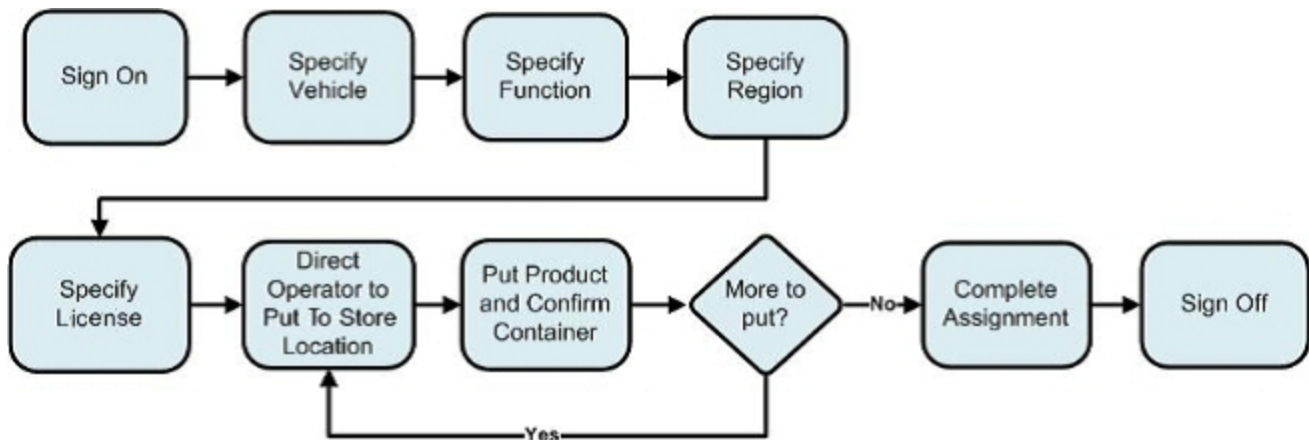 Sign On
Specify
Vehicle
Specify
Function
Specify
Region
Specify
License
Direct
Operator to
Put To Store
Location
Put Product
and Confirm
Container
More to
put?
No
Complete
Assignment
Sign Off
Yes